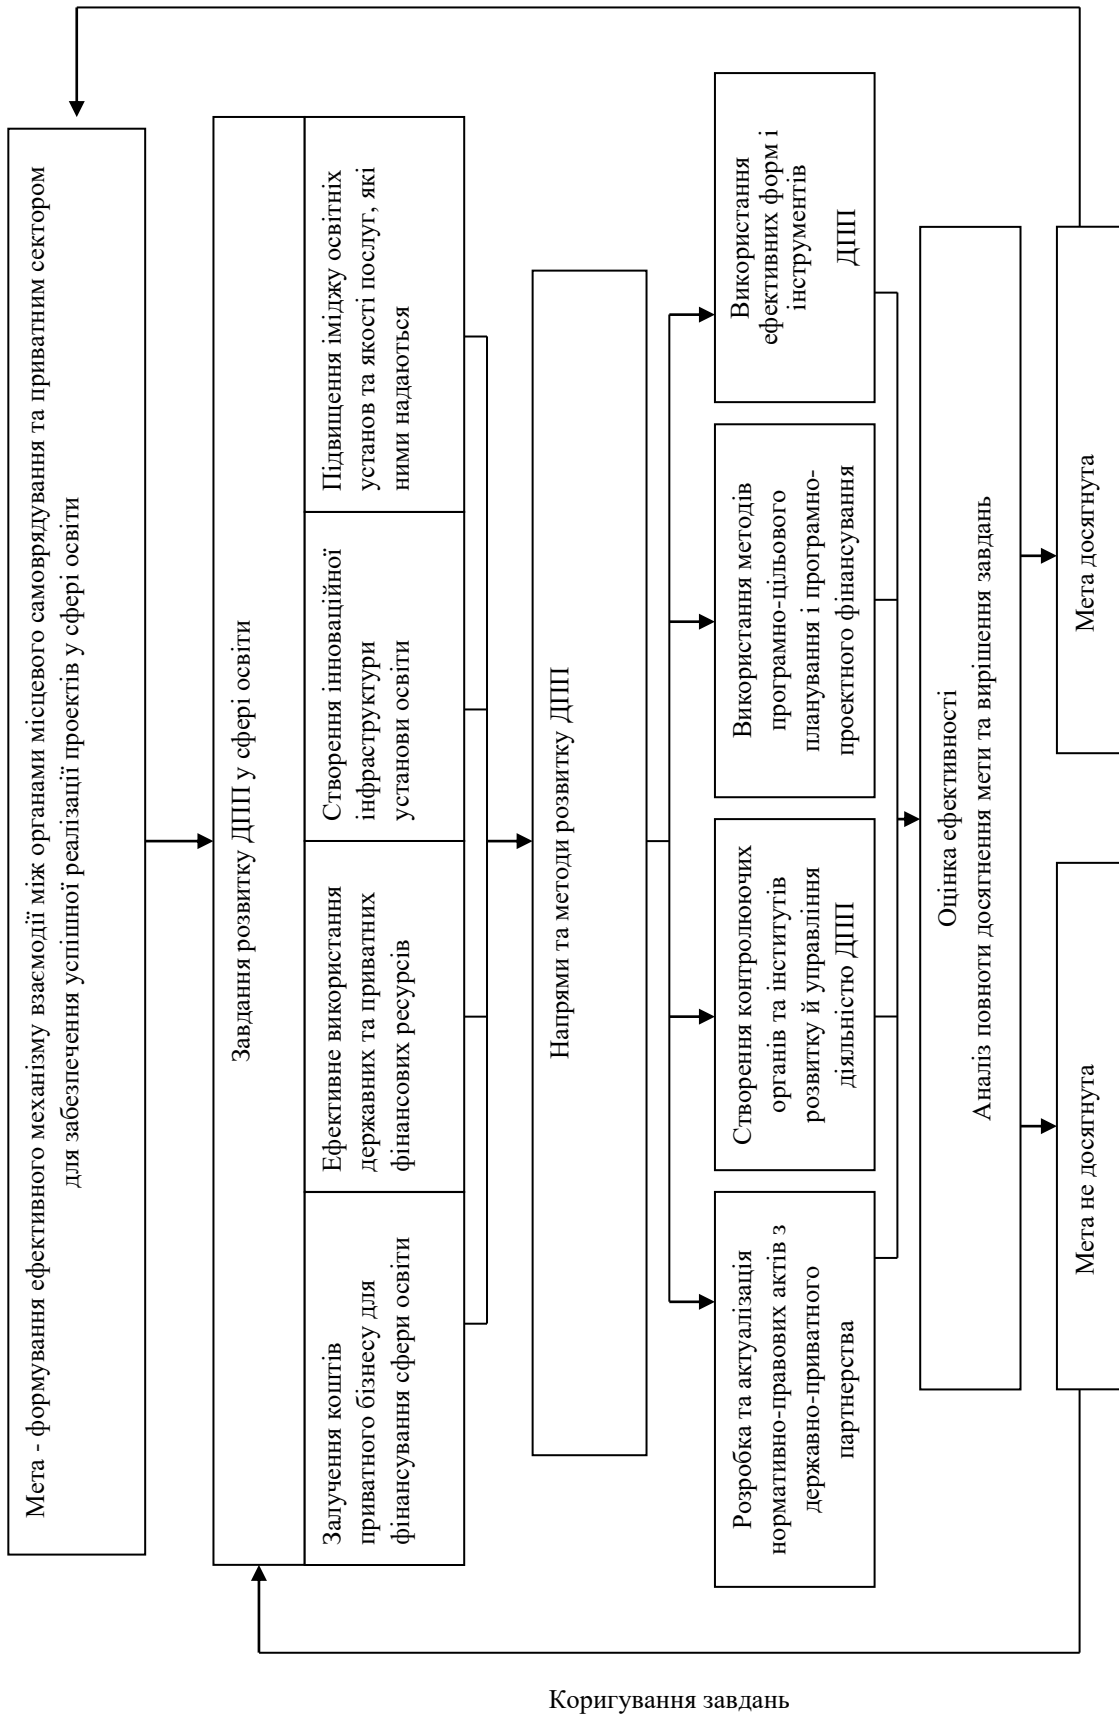 Мета - формування ефективного механізму взаємодії між органами місцевого самоврядування та приватним сектором
для забезпечення успішної реалізації проектів у сфері освіти
Завдання розвитку ДПП у сфері освіти
Залучення коштів
приватного бізнесу для
фінансування сфери освіти
Ефективне використання
державних та приватних
фінансових ресурсів
Створення інноваційної
інфраструктури
установи освіти
Підвищення іміджу освітніх
установ та якості послуг, які
ними надаються
Напрями та методи розвитку ДПП
Розробка та актуалізація
нормативно-правових актів з
державно-приватного
партнерства
Створення контролюючих
органів та інститутів
розвитку й управління
діяльністю ДПП
Використання методів
програмно-цільового
планування і програмно-
проектного фінансування
Використання
ефективних форм і
інструментів
ДПП
Оцінка ефективності
Аналіз повноти досягнення мети та вирішення завдань
Мета не досягнута
Мета досягнута
Коригування завдань